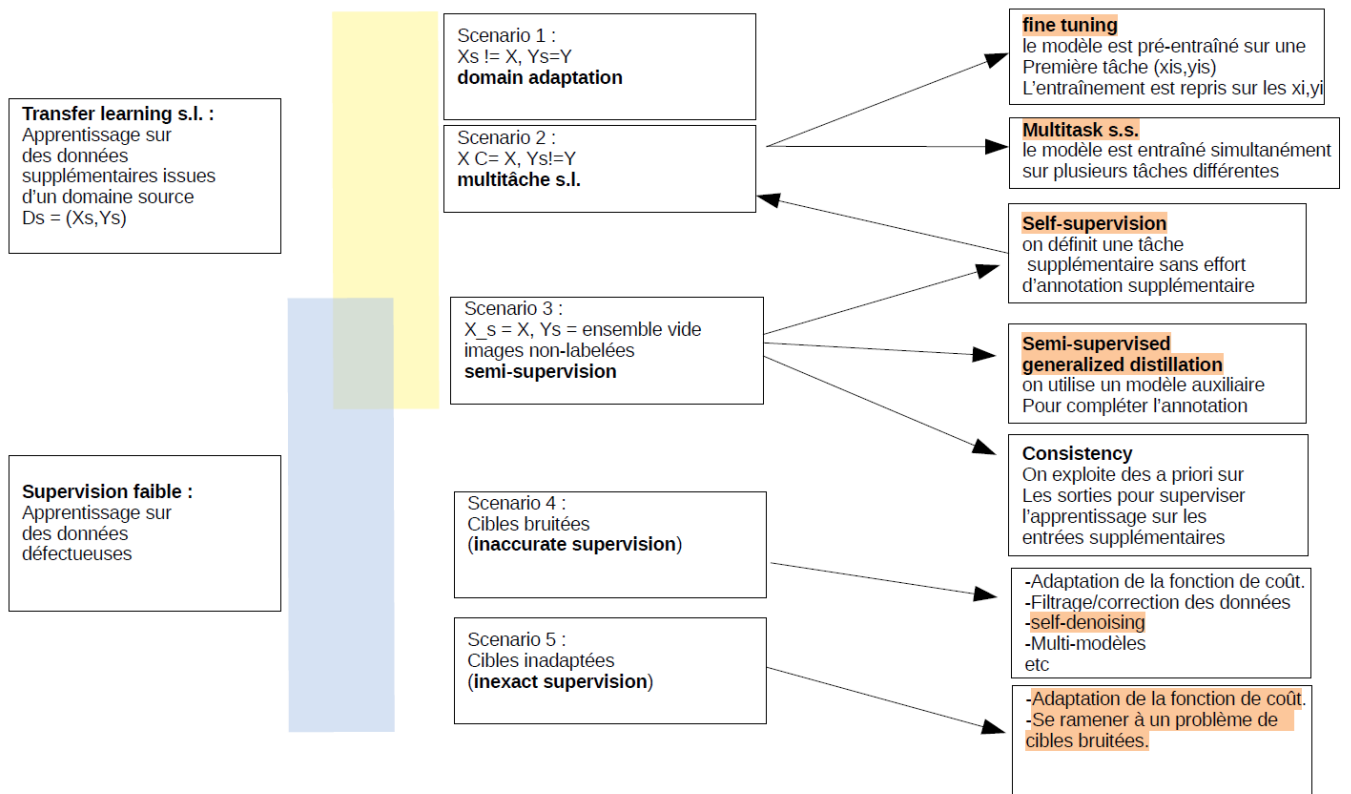 Transfer learning s.l. :
Apprentissage sur
des données
supplémentaires issues
d'un domaine source
Ds = (Xs,Ys)
Supervision faible :
Apprentissage sur
des données
défectueuses
Scenario 1 :
Xs != X, Ys=Y
domain adaptation
Scenario 2 :
X C= X, Ys!=Y
multitâche s.l.
Scenario 3 :
X_s = X, Ys = ensemble vide
images non-labelées
semi-supervision
Scenario 4 :
Cibles bruitées
(inaccurate supervision)
Scenario 5 :
Cibles inadaptées
(inexact supervision)
fine tuning
le modèle est pré-entraîné sur une
Première tâche (xis,yis)
L'entraînement est repris sur les xi,yi
Multitask s.s.
le modèle est entraîné simultanément
sur plusieurs tâches différentes
Self-supervision
on définit une tâche
supplémentaire sans effort
d'annotation supplémentaire
Semi-supervised
generalized distillation
on utilise un modèle auxiliaire
Pour compléter l'annotation
Consistency
On exploite des a priori sur
Les sorties pour superviser
l'apprentissage sur les
entrées supplémentaires
-Adaptation de la fonction de coût.
-Filtrage/correction des données
-self-denoising
-Multi-modèles
etc
-Adaptation de la fonction de coût.
-Se ramener à un problème de
cibles bruitées.